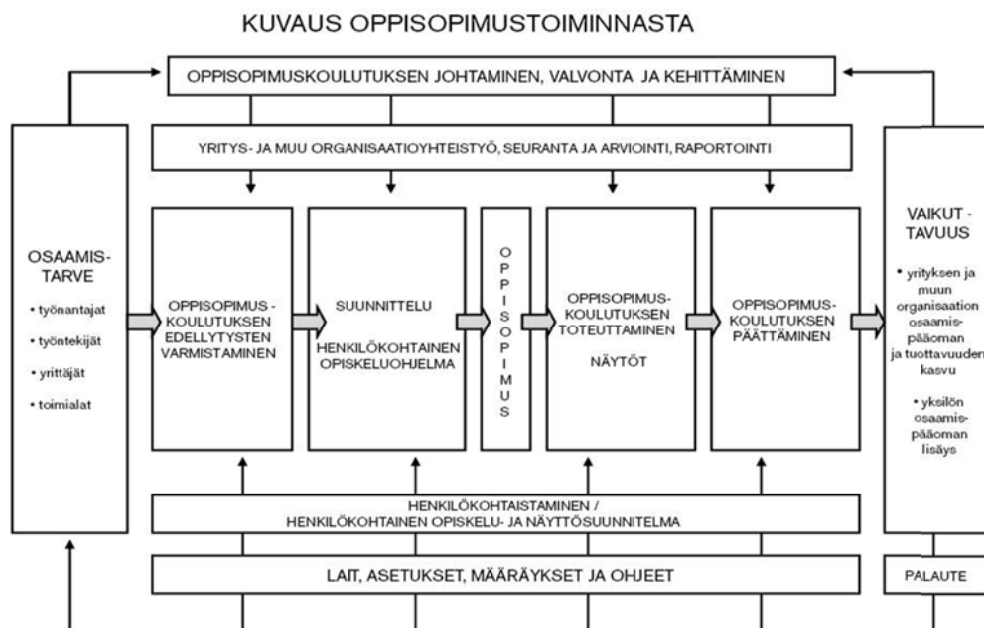 KUVAUS OPPISOPIMUSTOIMINNASTA
OPPISOPIMUSKOULUTUKSEN JOHTAMINEN, VALVONTA JA KEHITTÄMINEN
YRITYS- JA MUU ORGANISAATIOYHTEISTYÖ, SEURANTA JA ARVIOINTI, RAPORTOINTI
OSAAMIS-
TARVE
• työnantajat
• työntekijät
• yrittäjät
• toimialat
OPPISOPIMUS -
KOULUTUKSEN
EDELLYTYSTEN
VARMISTAMINEN
SUUNNITTELU
HENKILÖKOHTAINEN
OPISKELUOHJELMA
OPPISOPIMUS
OPPISOPIMUS-
KOULUTUKSEN
TOTEUTTAMINEN
NÄYTÖT
OPPISOPIMUS-
KOULUTUKSEN
PÄÄTTÄMINEN
VAIKUT -
TAVUUS
• yrityksen ja
muun
organisaation
osaamis-
pääoman
ja tuottavuuden
kasvu
• yksilön
osaamis-
pääoman
lisäys
HENKILÖKOHTAISTAMINEN /
HENKILÖKOHTAINEN OPISKELU- JA NÄYTTÖSUUNNITELMA
LAIT, ASETUKSET, MÄÄRÄYKSET JA OHJEET
PALAUTE